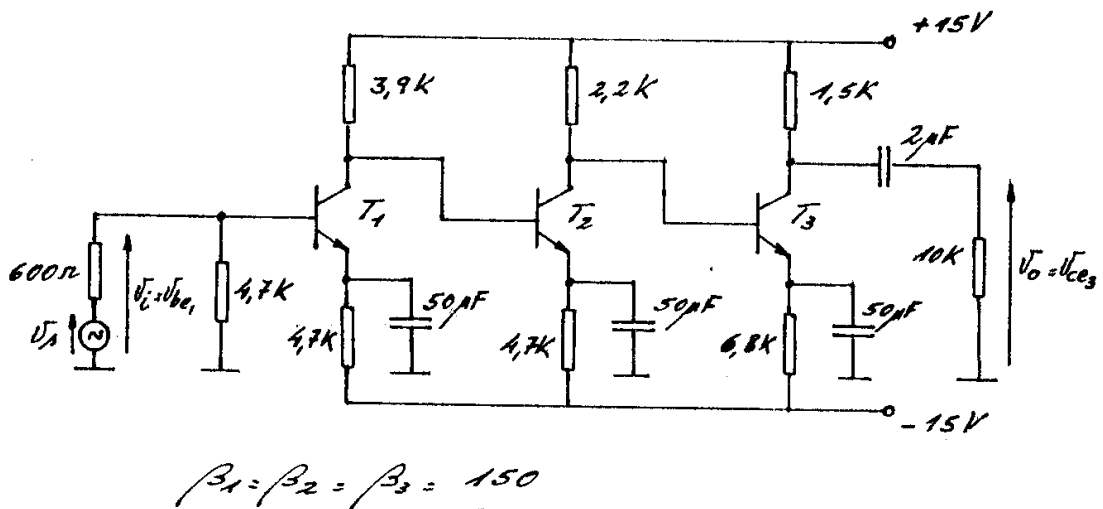 +15V
3,9K
2,2K
1,5K
2μF
T1
T2
T3
600Ω
vi=vbe1
4,7K
vs
50μF
50μF
50μF
10K
vo=vce3
4,7K
4,7K
6,8K
-15V
β1=β2=β3= 150